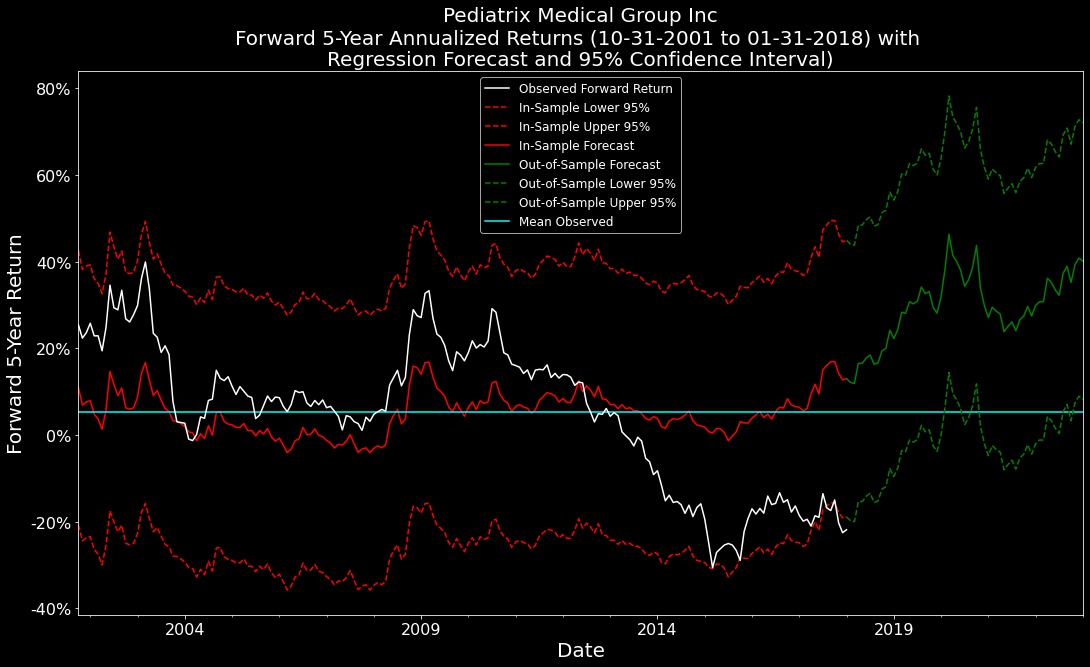 Pediatrix Medical Group Inc
Forward 5-Year Annualized Returns (10-31-2001 to 01-31-2018) with
Regression Forecast and 95% Confidence Interval)
Observed Forward Return
In-Sample Lower 95%
In-Sample Upper 95%
In-Sample Forecast
Out-of-Sample Forecast
Out-of-Sample Lower 95%
Out-of-Sample Upper 95%
Mean Observed
Forward 5-Year Return
80%
60%
40%
20%
0%
-20%
-40%
2004
2009
2014
2019
Date